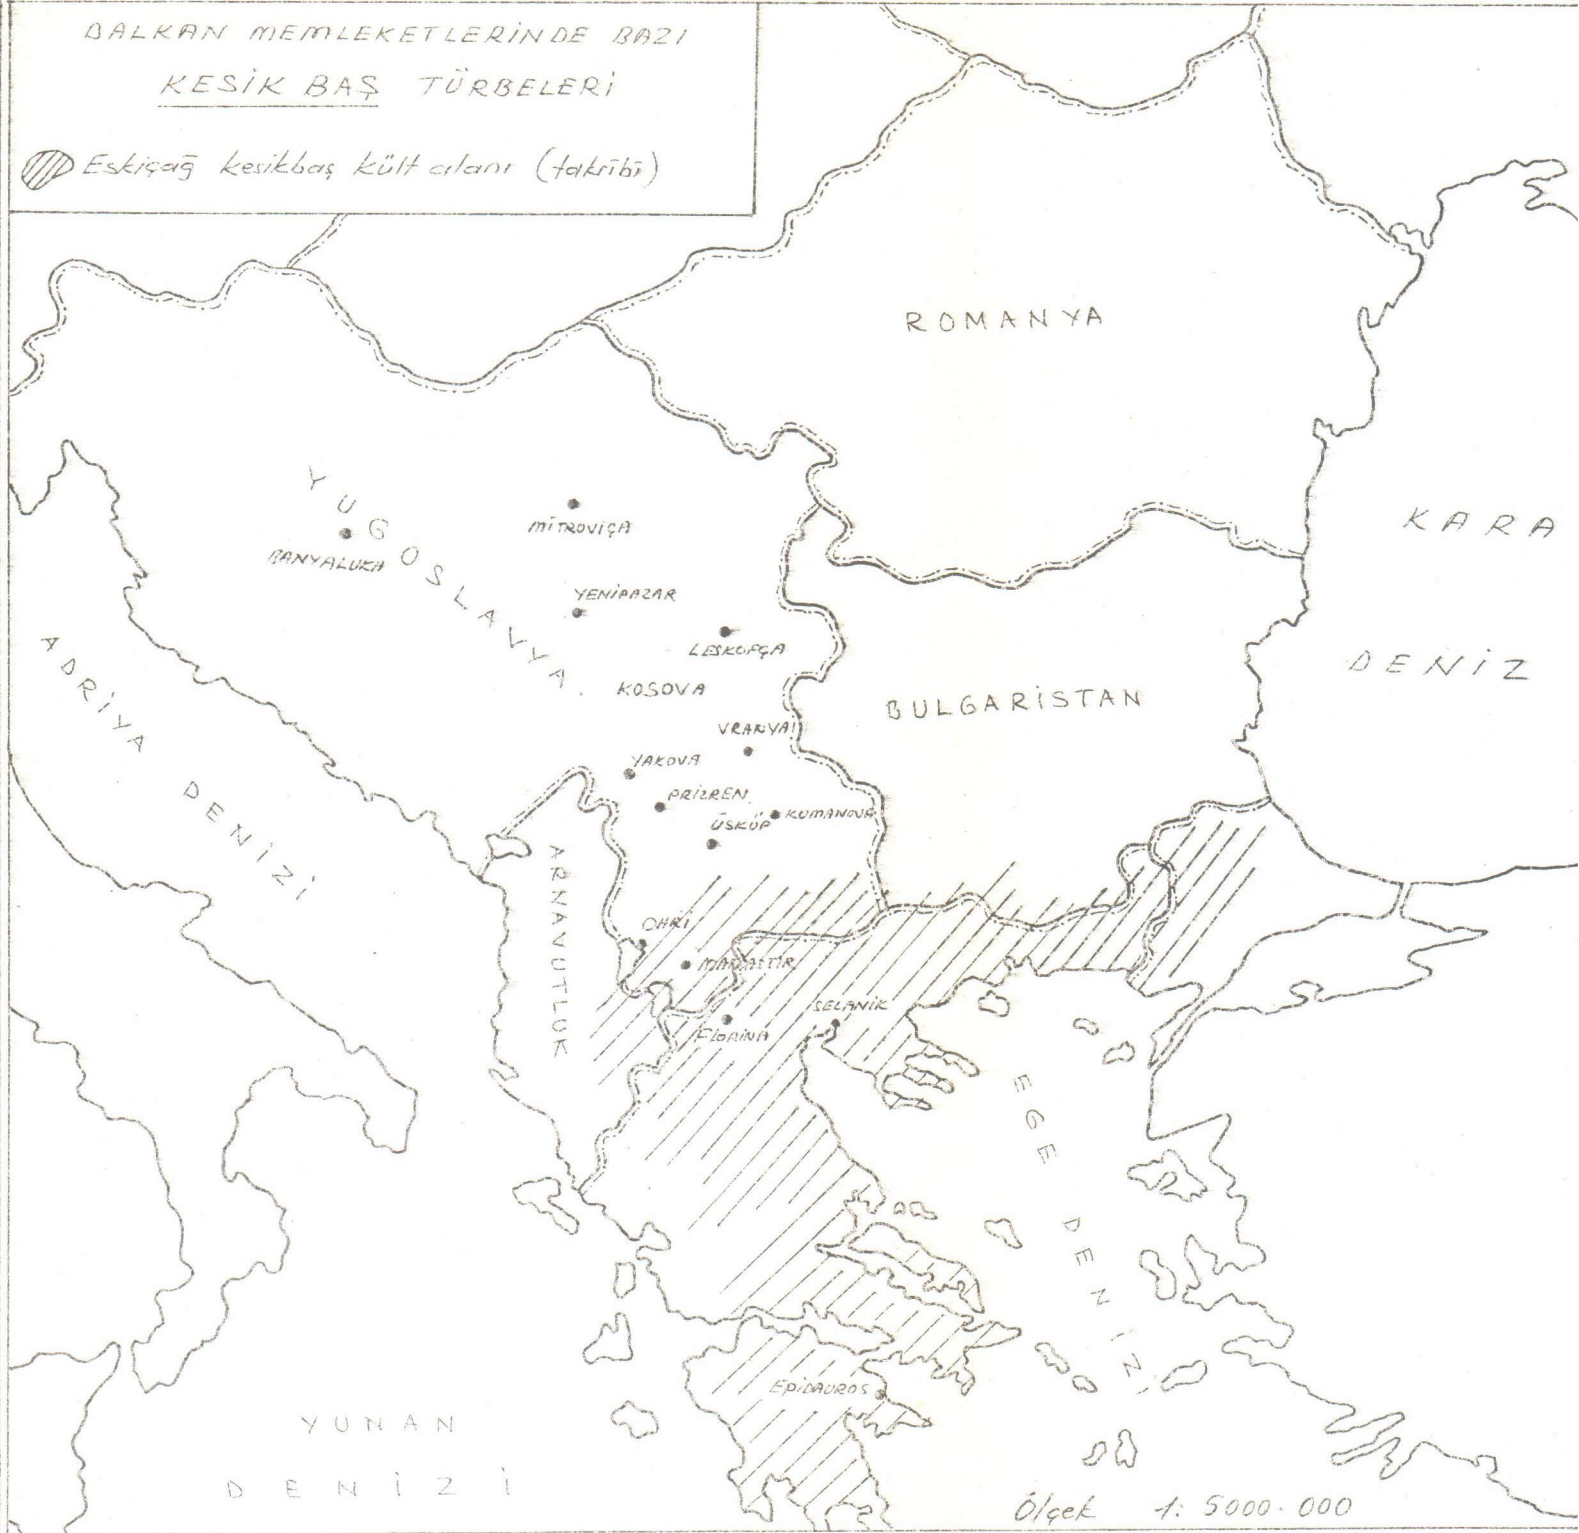 BALKAN MEMLEKETLERİNDE BAZI
KESİK BAŞ TÜRBELERİ
Eskiçağ kesikbaş kült alanı (takrîbî)
ROMANYA
YUGOSLAVYA
MİTROVİÇA
BANYALUKA
KARA
DENİZ
YENİPAZAR
LESKOFÇA
ADRİYA DENİZİ
KOSOVA
BULGARİSTAN
VRANYA
YAKOVA
PRİZREN
KUMANOVA
ÜSKÜP
ARNAVUTLUK
OHRİ
MANASTIR
SELANİK
FLORİNA
EGE DENİZİ
EPİDAUROS
YUNAN
DENİZİ
Ölçek 1: 5000.000